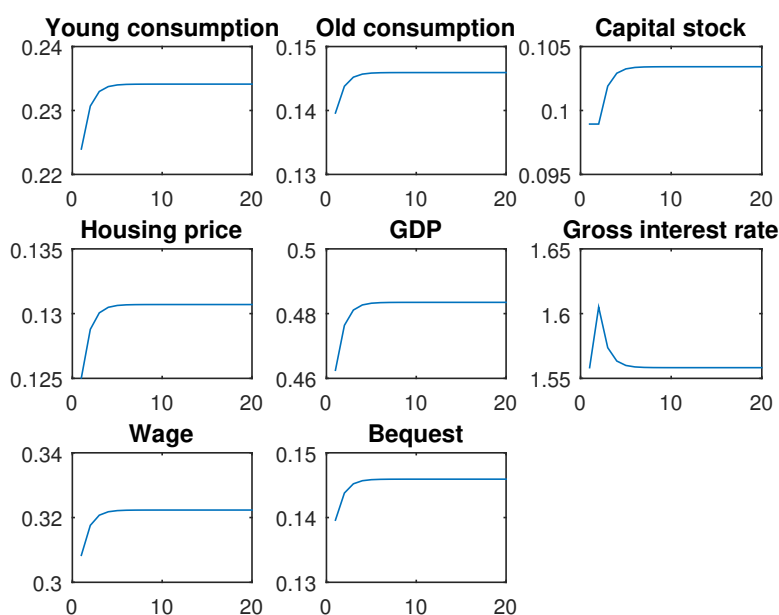 Young consumption
Old consumption
Capital stock
0.24
0.23
0.22
0 10 20
0.15
0.14
0.13
0 10 20
0.105
0.1
0.095
0 10 20
Housing price
GDP
Gross interest rate
0.135
0.13
0.125
0 10 20
0.5
0.48
0.46
0 10 20
1.65
1.6
1.55
0 10 20
Wage
Bequest
0.34
0.32
0.3
0 10 20
0.15
0.14
0.13
0 10 20